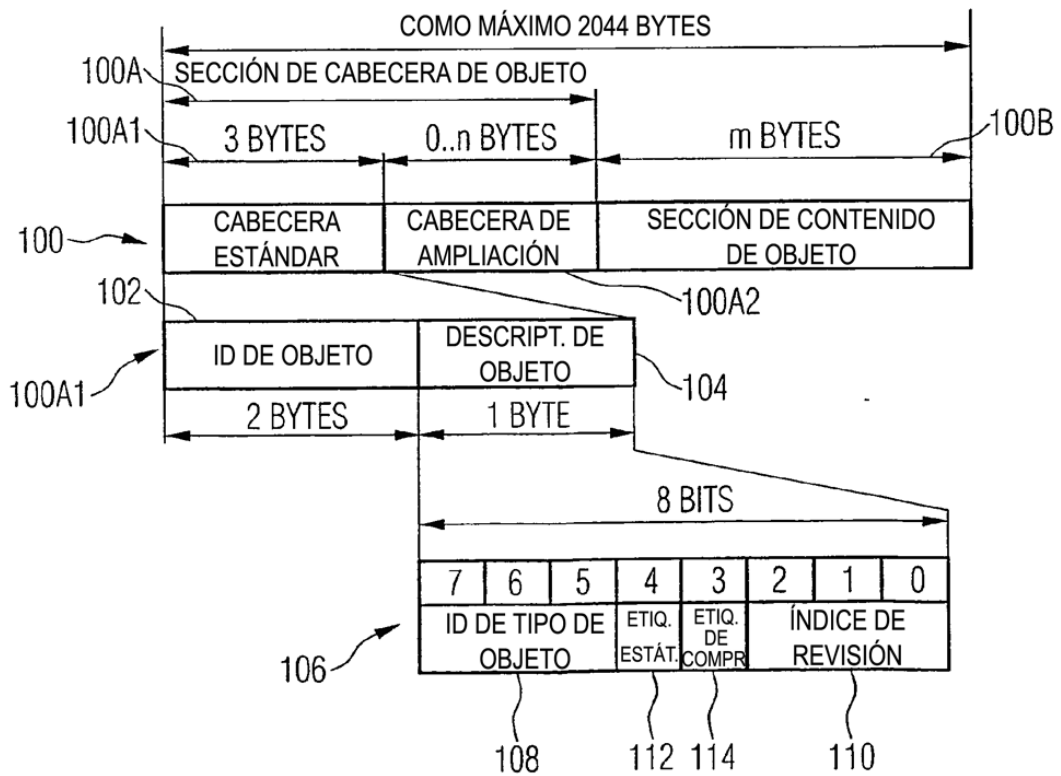 COMO MÁXIMO 2044 BYTES
100A
SECCIÓN DE CABECERA DE OBJETO
100A1
3 BYTES
0..n BYTES
m BYTES
100B
100
CABECERA
ESTÁNDAR
CABECERA DE
AMPLIACIÓN
SECCIÓN DE CONTENIDO
DE OBJETO
102
100A2
ID DE OBJETO
DESCRIPT. DE
OBJETO
100A1
104
2 BYTES
1 BYTE
8 BITS
7 6 5 4 3 2 1 0
ID DE TIPO DE
OBJETO
ETIQ.
ESTÁT.
ETIQ.
DE
COMPR
ÍNDICE DE
REVISIÓN
106
108
112
114
110